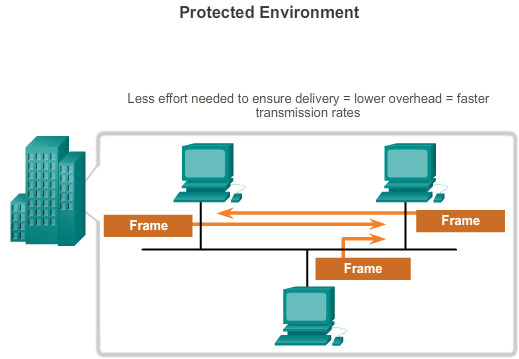 Protected Environment
Less effort needed to ensure delivery = lower overhead = faster
transmission rates
Frame
Frame
Frame